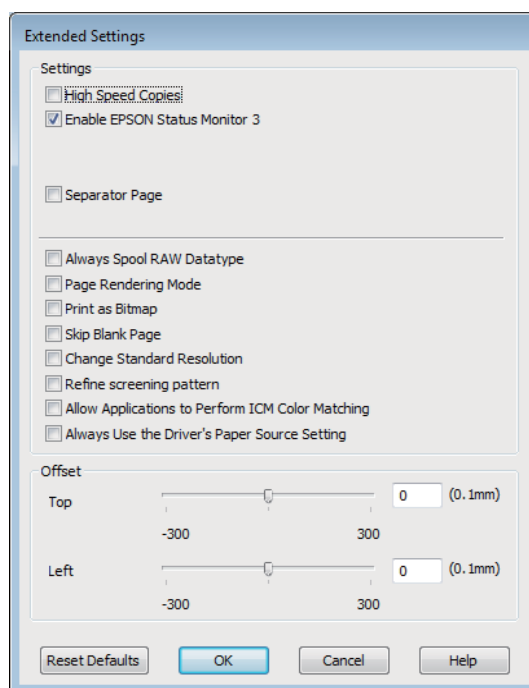 Extended Settings
Settings
High Speed Copies
Enable EPSON Status Monitor 3
Separator Page
Always Spool RAW Datatype
Page Rendering Mode
Print as Bitmap
Skip Blank Page
Change Standard Resolution
Refine screening pattern
Allow Applications to Perform ICM Color Matching
Always Use the Driver's Paper Source Setting
Offset
Top 0 (0.1mm)
-300 300
Left 0 (0.1mm)
-300 300
Reset Defaults OK Cancel Help